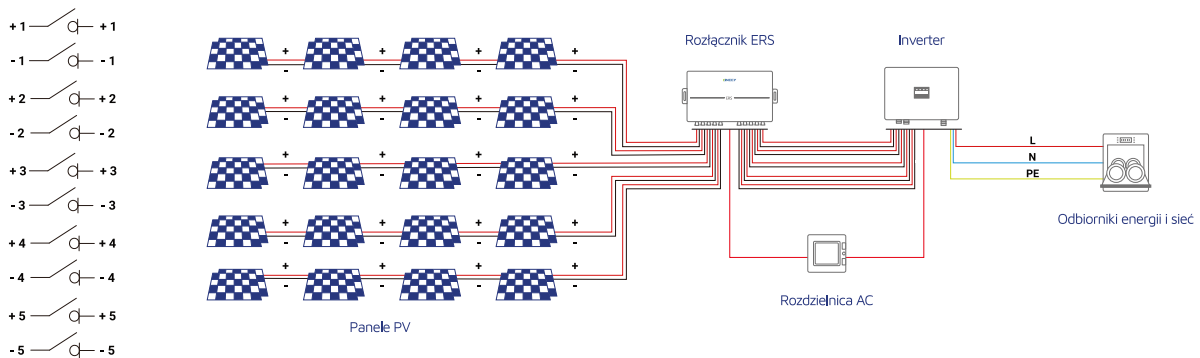 + 1 + 1
- 1 - 1
+ 2 + 2
- 2 - 2
+ 3 + 3
- 3 - 3
+ 4 + 4
- 4 - 4
+ 5 + 5
- 5 - 5
+ + + +
- - - -
+ + + +
- - - -
+ + + +
- - - -
+ + + +
- - - -
+ + + +
- - - -
Panele PV
Rozłącznik ERS
ERS
Inverter
Rozdzielnica AC
L
N
PE
Odbiorniki energii i sieć